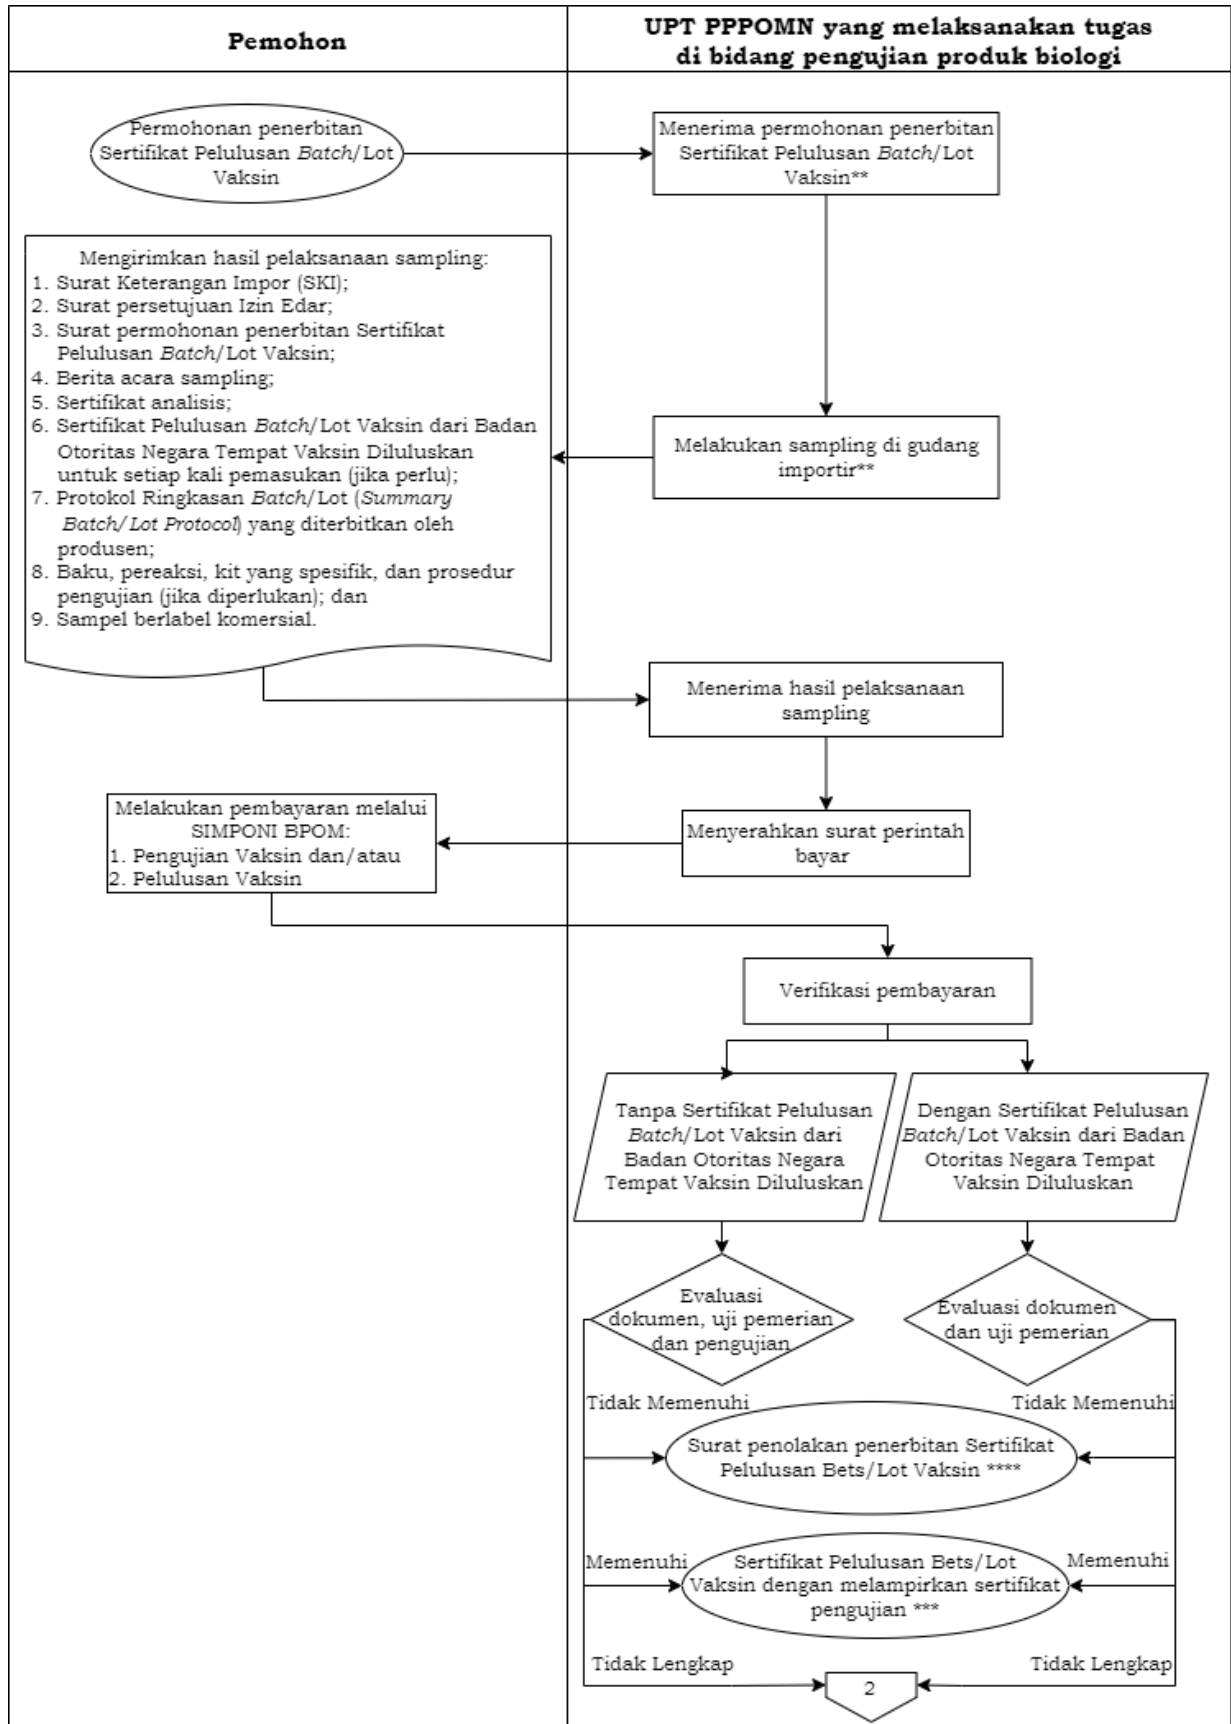 Pemohon
UPT PPPOMN yang melaksanakan tugas
di bidang pengujian produk biologi
Permohonan penerbitan
Sertifikat Pelulusan Batch/Lot
Vaksin
Menerima permohonan penerbitan
Sertifikat Pelulusan Batch/Lot
Vaksin**
Mengirimkan hasil pelaksanaan sampling:
1. Surat Keterangan Impor (SKI);
2. Surat persetujuan Izin Edar;
3. Surat permohonan penerbitan Sertifikat
Pelulusan Batch/Lot Vaksin;
4. Berita acara sampling;
5. Sertifikat analisis;
6. Sertifikat Pelulusan Batch/Lot Vaksin dari Badan
Otoritas Negara Tempat Vaksin Diluluskan
untuk setiap kali pemasukan (jika perlu);
7. Protokol Ringkasan Batch/Lot (Summary
Batch/Lot Protocol) yang diterbitkan oleh
produsen;
8. Baku, pereaksi, kit yang spesifik, dan prosedur
pengujian (jika diperlukan); dan
9. Sampel berlabel komersial.
Melakukan sampling di gudang
importir**
Menerima hasil pelaksanaan
sampling
Menyerahkan surat perintah
bayar
Melakukan pembayaran melalui
SIMPONI BPOM:
1. Pengujian Vaksin dan/atau
2. Pelulusan Vaksin
Verifikasi pembayaran
Tanpa Sertifikat Pelulusan
Batch/Lot Vaksin dari
Badan Otoritas Negara
Tempat Vaksin Diluluskan
Dengan Sertifikat Pelulusan
Batch/Lot Vaksin dari Badan
Otoritas Negara Tempat
Vaksin Diluluskan
Evaluasi
dokumen, uji pemerian
dan pengujian
Evaluasi dokumen
dan uji pemerian
Tidak Memenuhi
Tidak Memenuhi
Surat penolakan penerbitan Sertifikat
Pelulusan Bets/Lot Vaksin ****
Memenuhi
Sertifikat Pelulusan Bets/Lot
Vaksin dengan melampirkan sertifikat
pengujian ***
Memenuhi
Tidak Lengkap
Tidak Lengkap
2